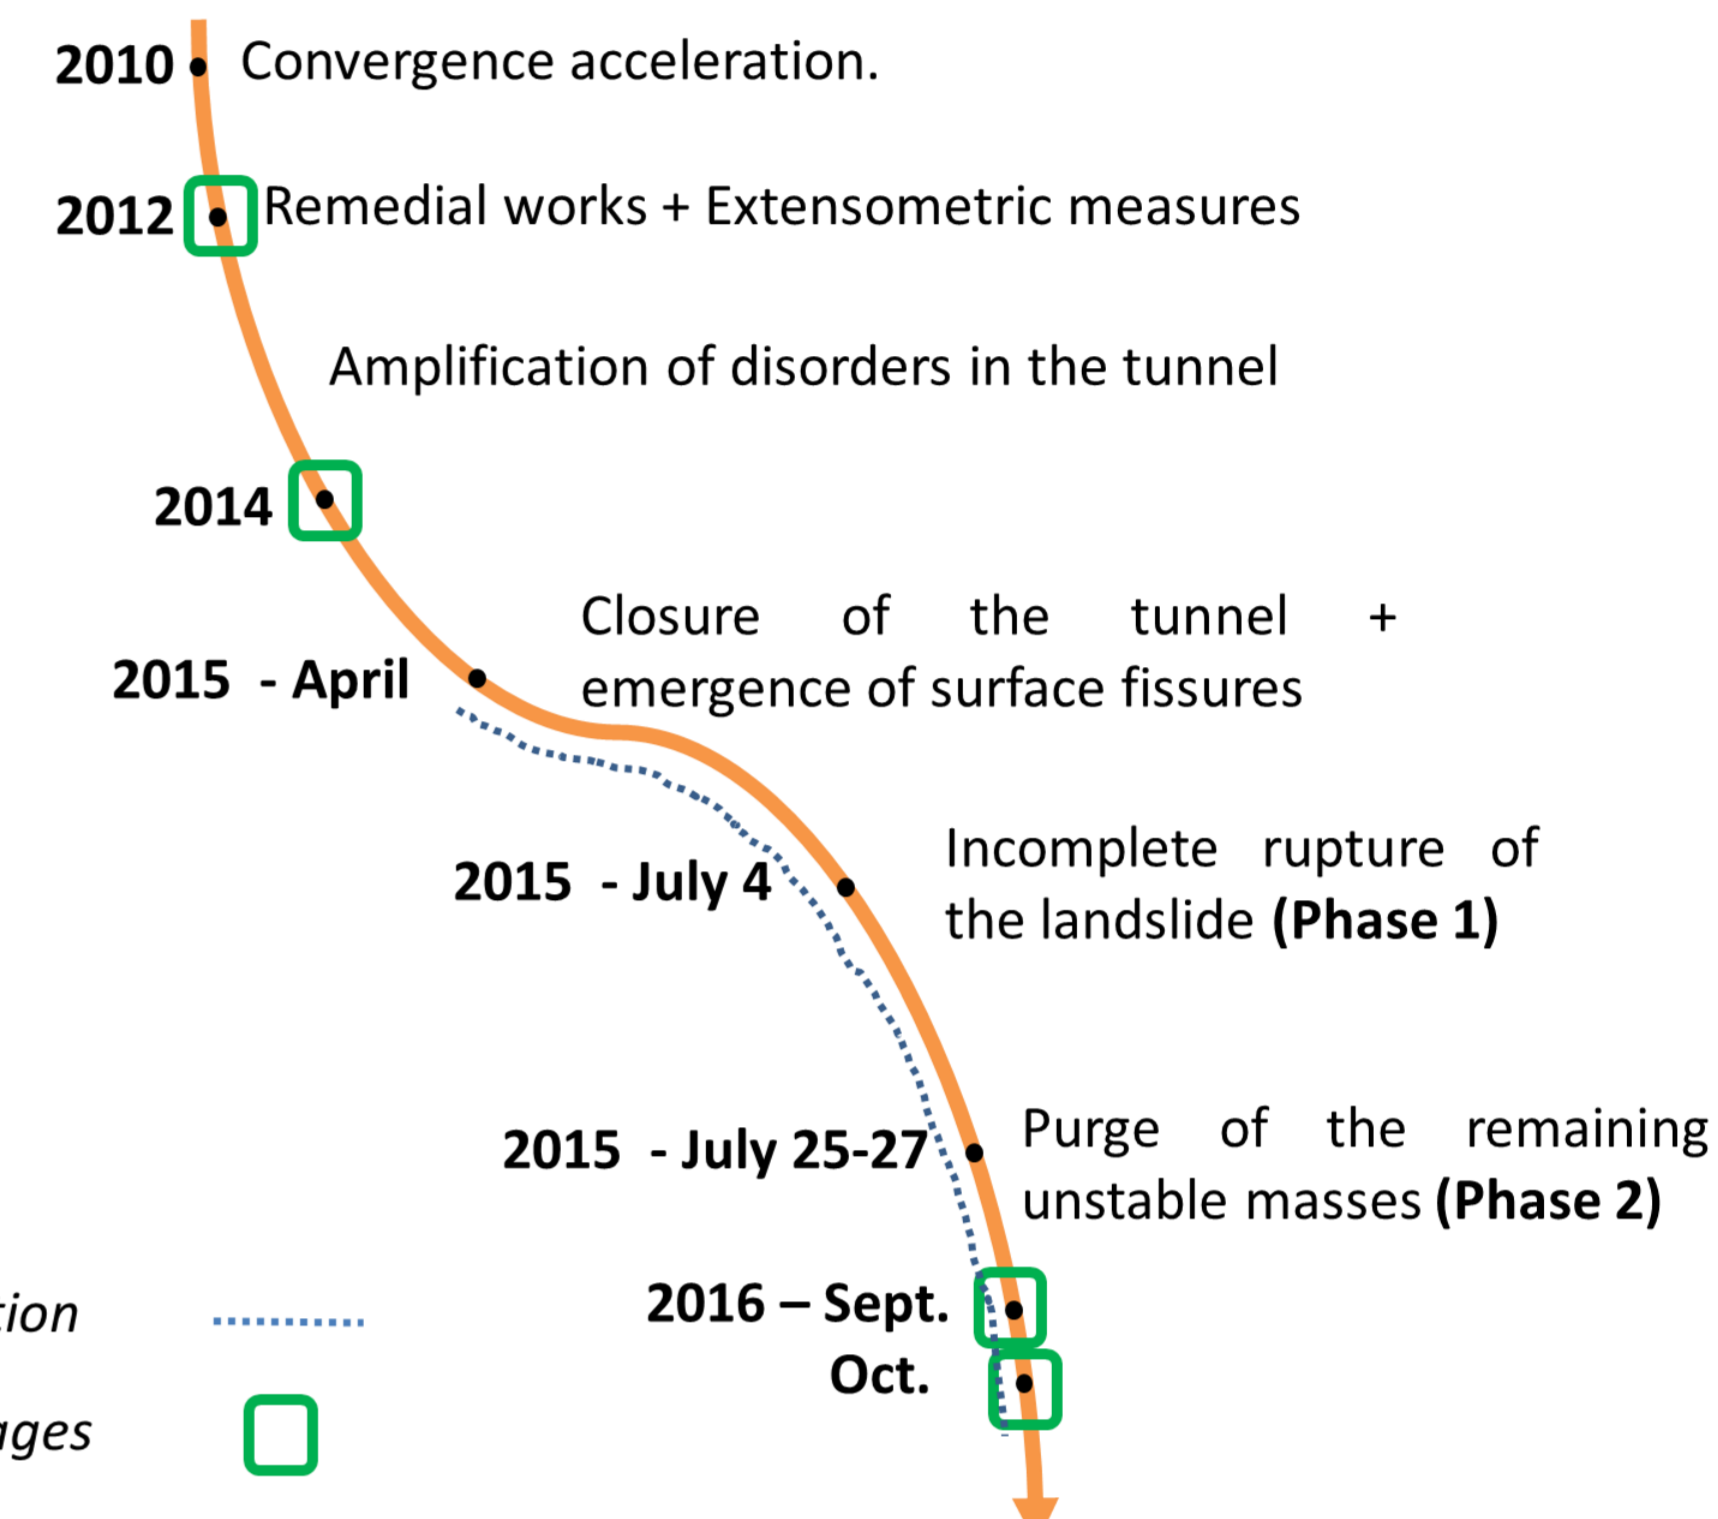 2010 Convergence acceleration.
2012 Remedial works + Extensometric measures
Amplification of disorders in the tunnel
2014
Closure of the tunnel +
2015 - April emergence of surface fissures
Incomplete rupture of
2015 - July 4 the landslide (Phase 1)
Purge of the remaining
2015 - July 25-27 unstable masses (Phase 2)
2016 – Sept.
Oct.